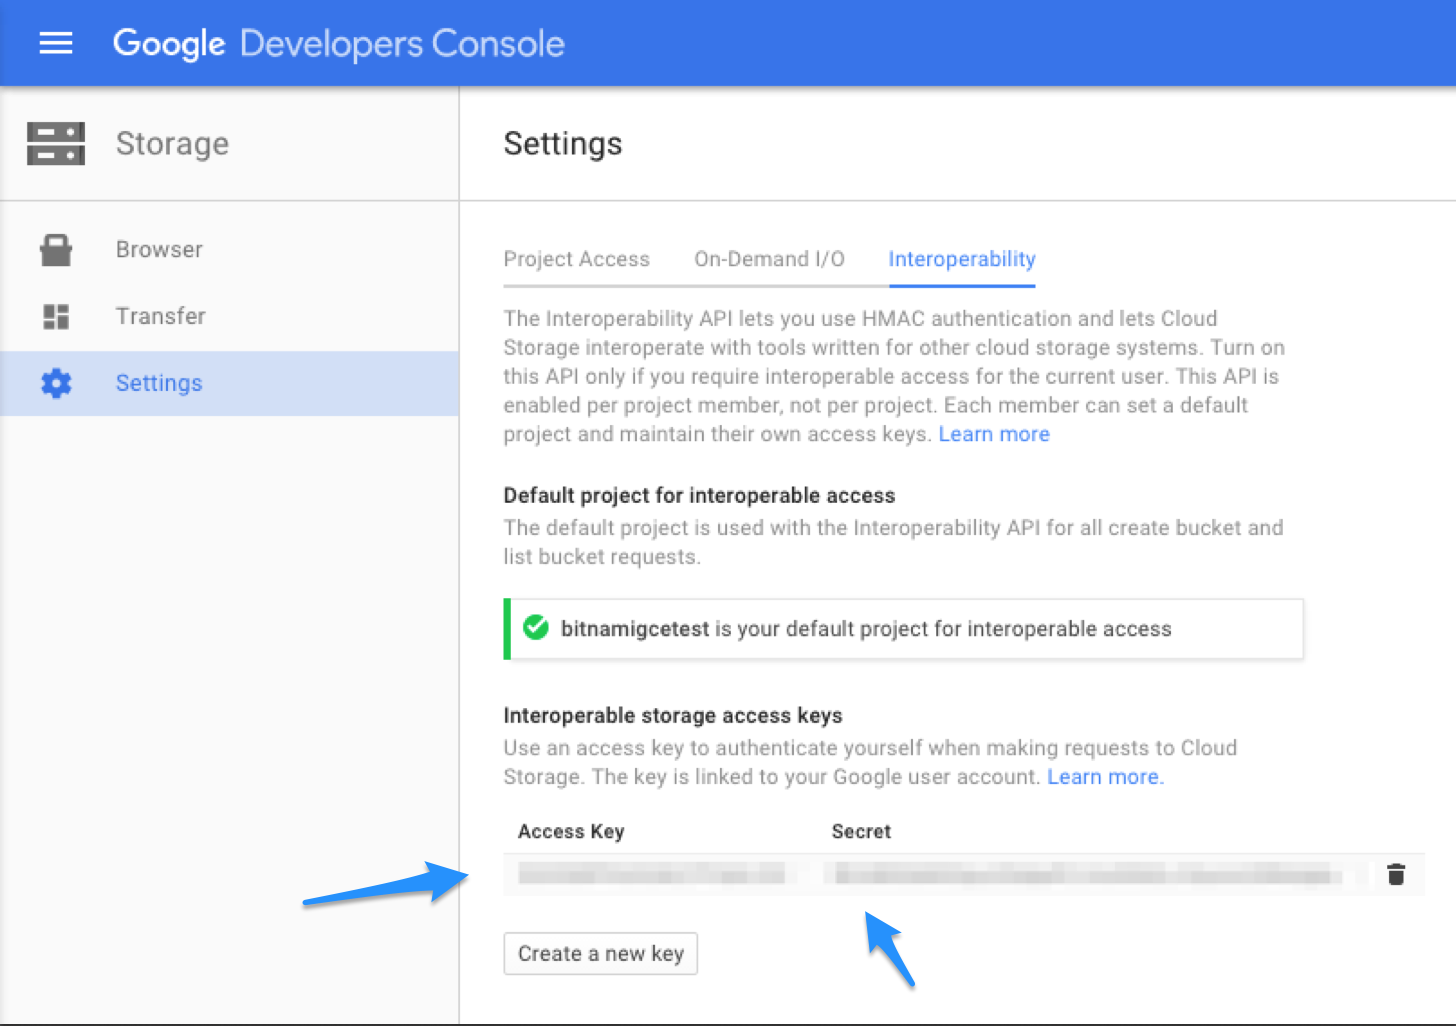 Google Developers Console
Storage
Browser
Transfer
Settings
Settings
Project Access On-Demand I/O Interoperability
The Interoperability API lets you use HMAC authentication and lets Cloud
Storage interoperate with tools written for other cloud storage systems. Turn on
this API only if you require interoperable access for the current user. This API is
enabled per project member, not per project. Each member can set a default
project and maintain their own access keys. Learn more
Default project for interoperable access
The default project is used with the Interoperability API for all create bucket and
list bucket requests.
bitnamigcetest is your default project for interoperable access
Interoperable storage access keys
Use an access key to authenticate yourself when making requests to Cloud
Storage. The key is linked to your Google user account. Learn more.
Access Key Secret
Create a new key